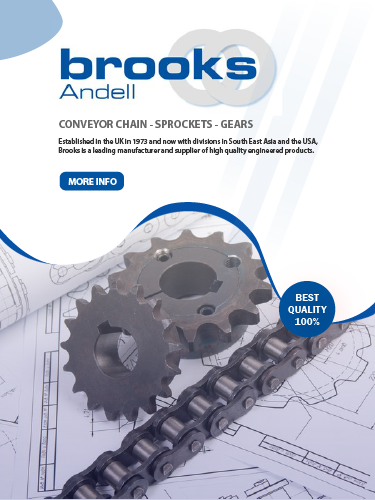 brooks
Andell
CONVEYOR CHAIN - SPROCKETS - GEARS
Established in the UK in 1973 and now with divisions in South East Asia and the USA,
Brooks is a leading manufacturer and supplier of high quality engineered products.
MORE INFO
BEST
QUALITY
100%